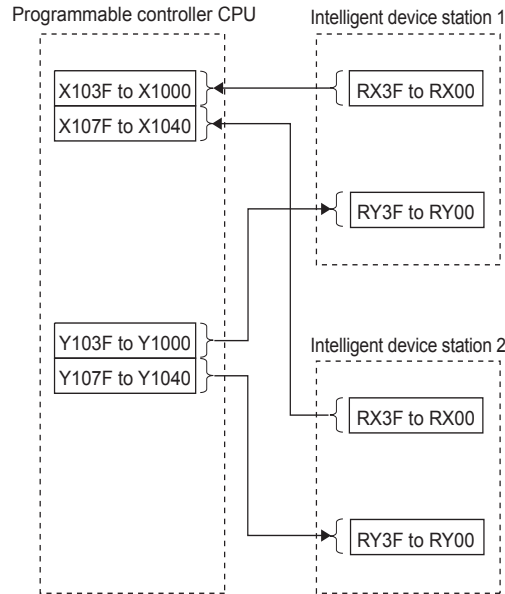 Programmable controller CPU
Intelligent device station 1
X103F to X1000
RX3F to RX00
X107F to X1040
RY3F to RY00
Y103F to Y1000
Intelligent device station 2
Y107F to Y1040
RX3F to RX00
RY3F to RY00